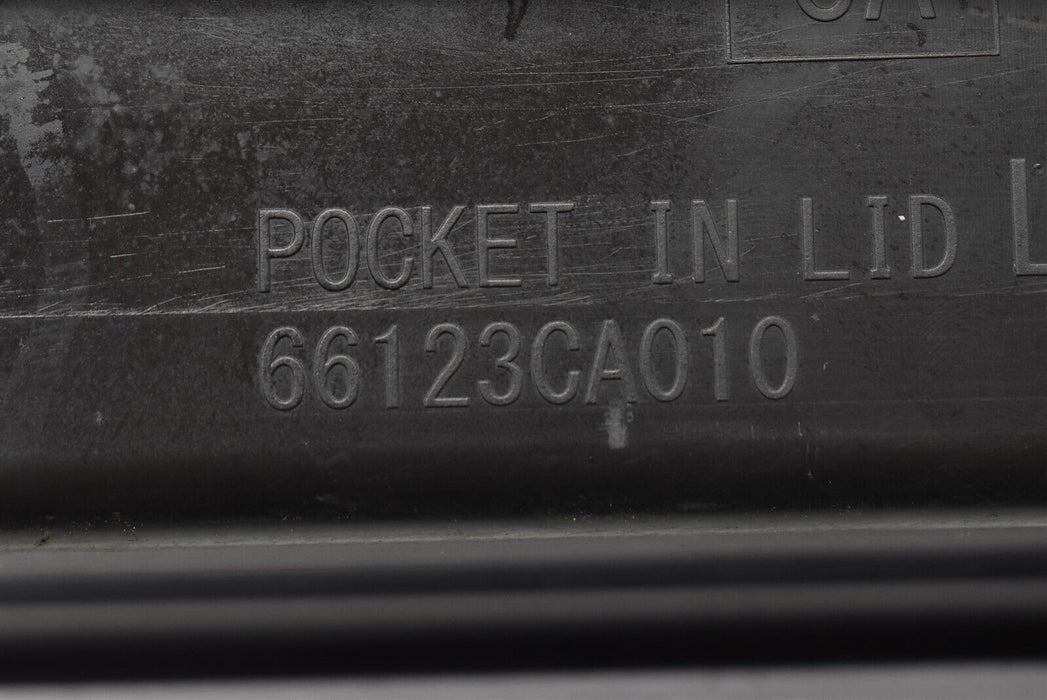 POCKET IN LID L
66123CA010